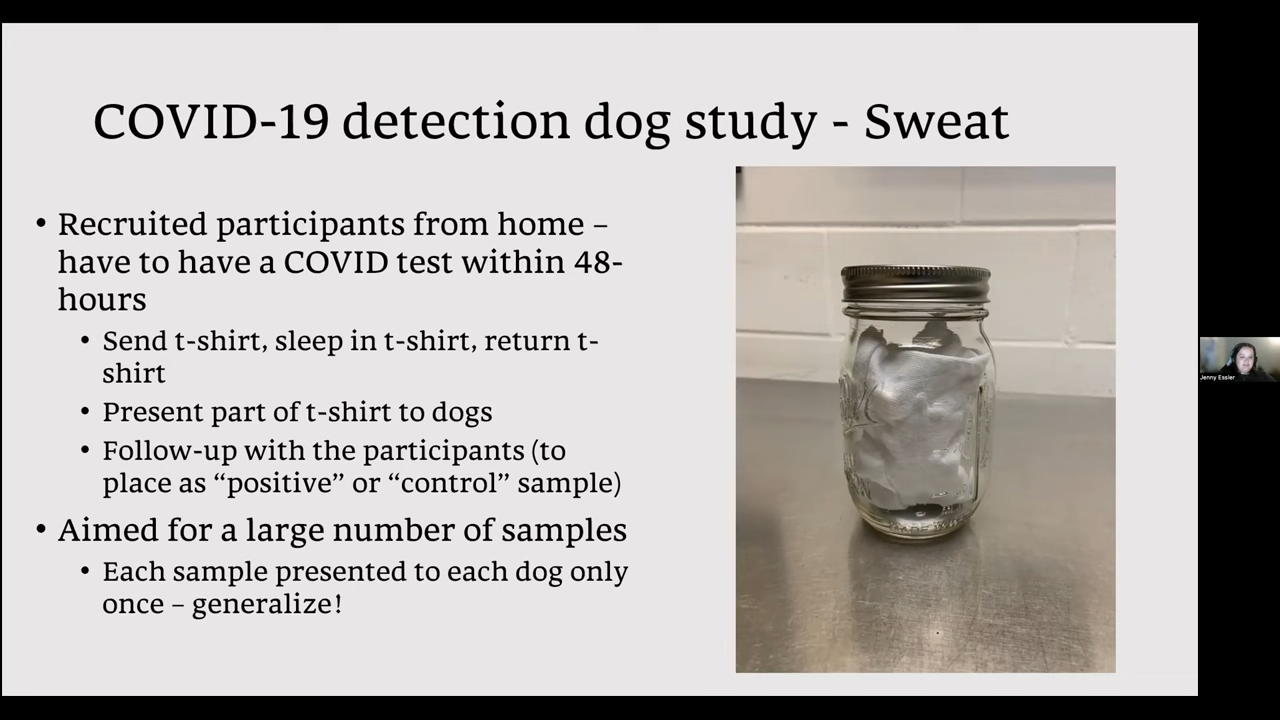 COVID-19 detection dog study - Sweat
• Recruited participants from home –
have to have a COVID test within 48-
hours
• Send t-shirt, sleep in t-shirt, return t-
shirt
• Present part of t-shirt to dogs
• Follow-up with the participants (to
place as “positive” or “control” sample)
• Aimed for a large number of samples
• Each sample presented to each dog only
once – generalize!
Jenny Essler